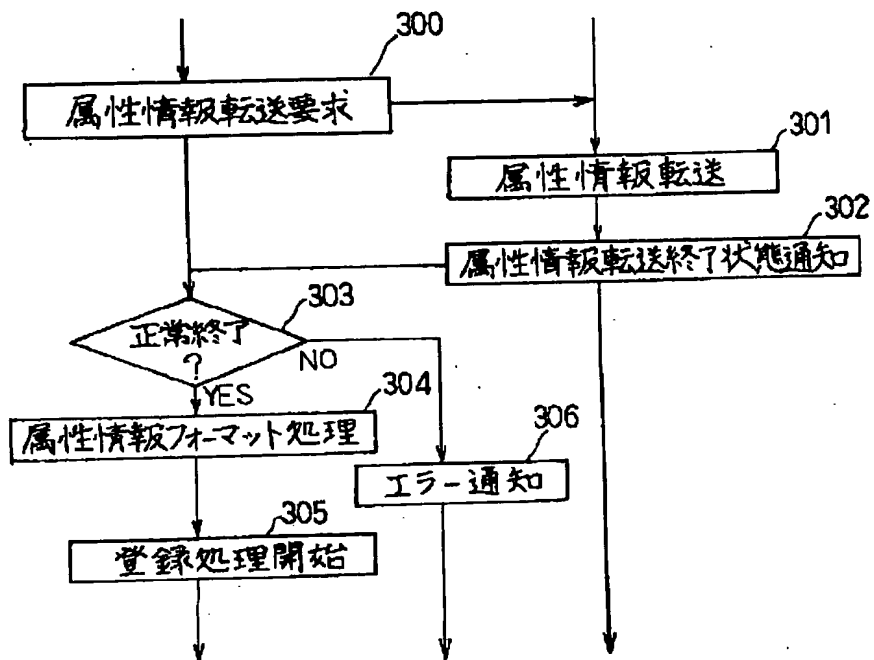 300
属性情報転送要求
301
属性情報転送
302
属性情報転送終了状態通知
303
正常終了
?
NO
YES
304
属性情報フォーマット処理
306
エラー通知
305
登録処理開始